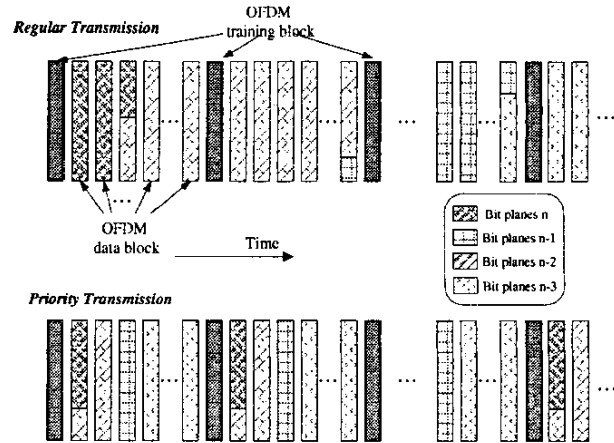 OFDM
Regular Transmission
training block
...
...
...
...
...
...
...
OFDM
data block
Time
Bit planes n
Bit planes n-1
Bit planes n-2
Bit planes n-3
Priority Transmission
...
...
...
...
...